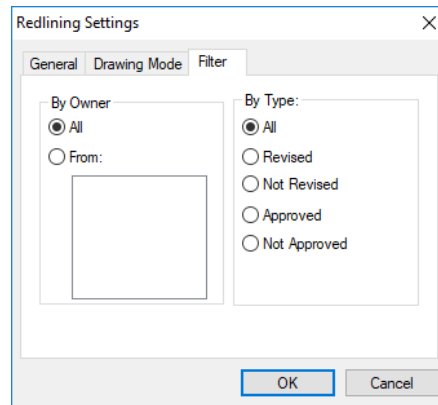 Redlining Settings
General Drawing Mode Filter
By Owner
All
From:
By Type:
All
Revised
Not Revised
Approved
Not Approved
OK Cancel